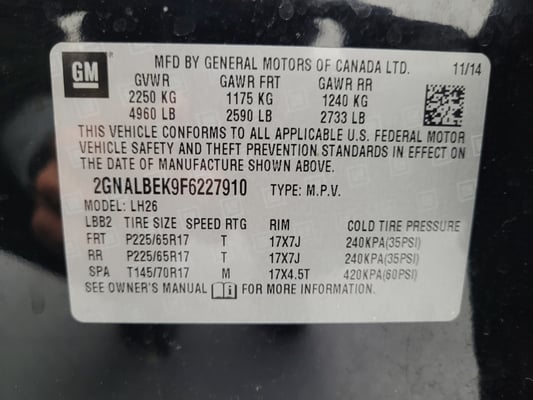 GM MFD BY GENERAL MOTORS OF CANADA LTD. 11/14
GVWR GAWR FRT GAWR RR
2250 KG 1175 KG 1240 KG
4960 LB 2590 LB 2733 LB
THIS VEHICLE CONFORMS TO ALL APPLICABLE U.S. FEDERAL MOTOR
VEHICLE SAFETY AND THEFT PREVENTION STANDARDS IN EFFECT ON
THE DATE OF MANUFACTURE SHOWN ABOVE.
2GNALBEK9F6227910 TYPE: M.P.V.
MODEL: LH26
LBB2 TIRE SIZE SPEED RTG RIM COLD TIRE PRESSURE
FRT P225/65R17 T 17X7J 240KPA(35PSI)
RR P225/65R17 T 17X7J 240KPA(35PSI)
SPA T145/70R17 M 17X4.5T 420KPA(60PSI)
SEE OWNER'S MANUAL FOR MORE INFORMATION.